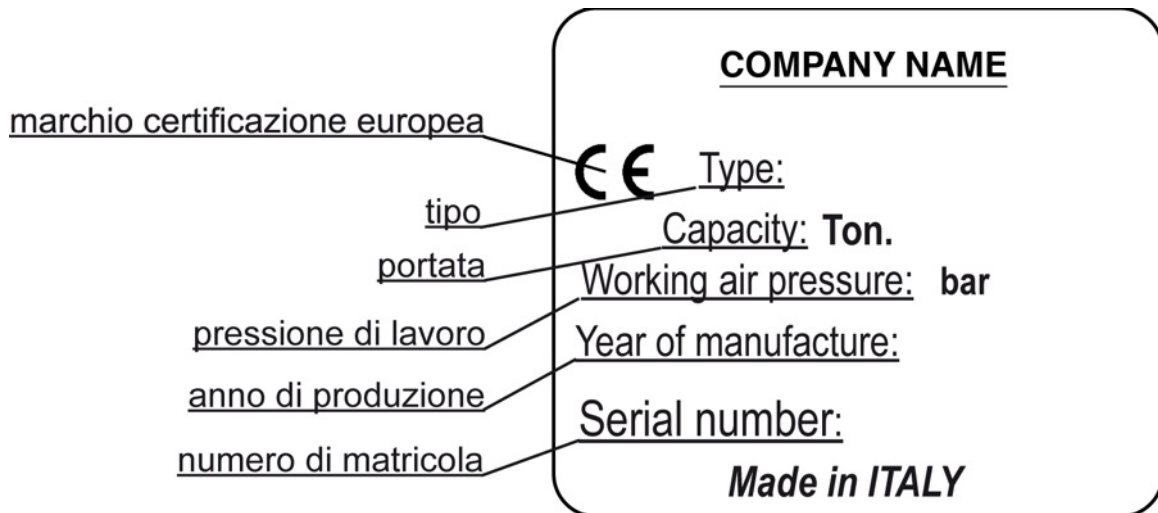 COMPANY NAME
marchio certificazione europea
CE Type:
tipo
Capacity: Ton.
portata
Working air pressure: bar
pressione di lavoro
Year of manufacture:
anno di produzione
Serial number:
numero di matricola
Made in ITALY